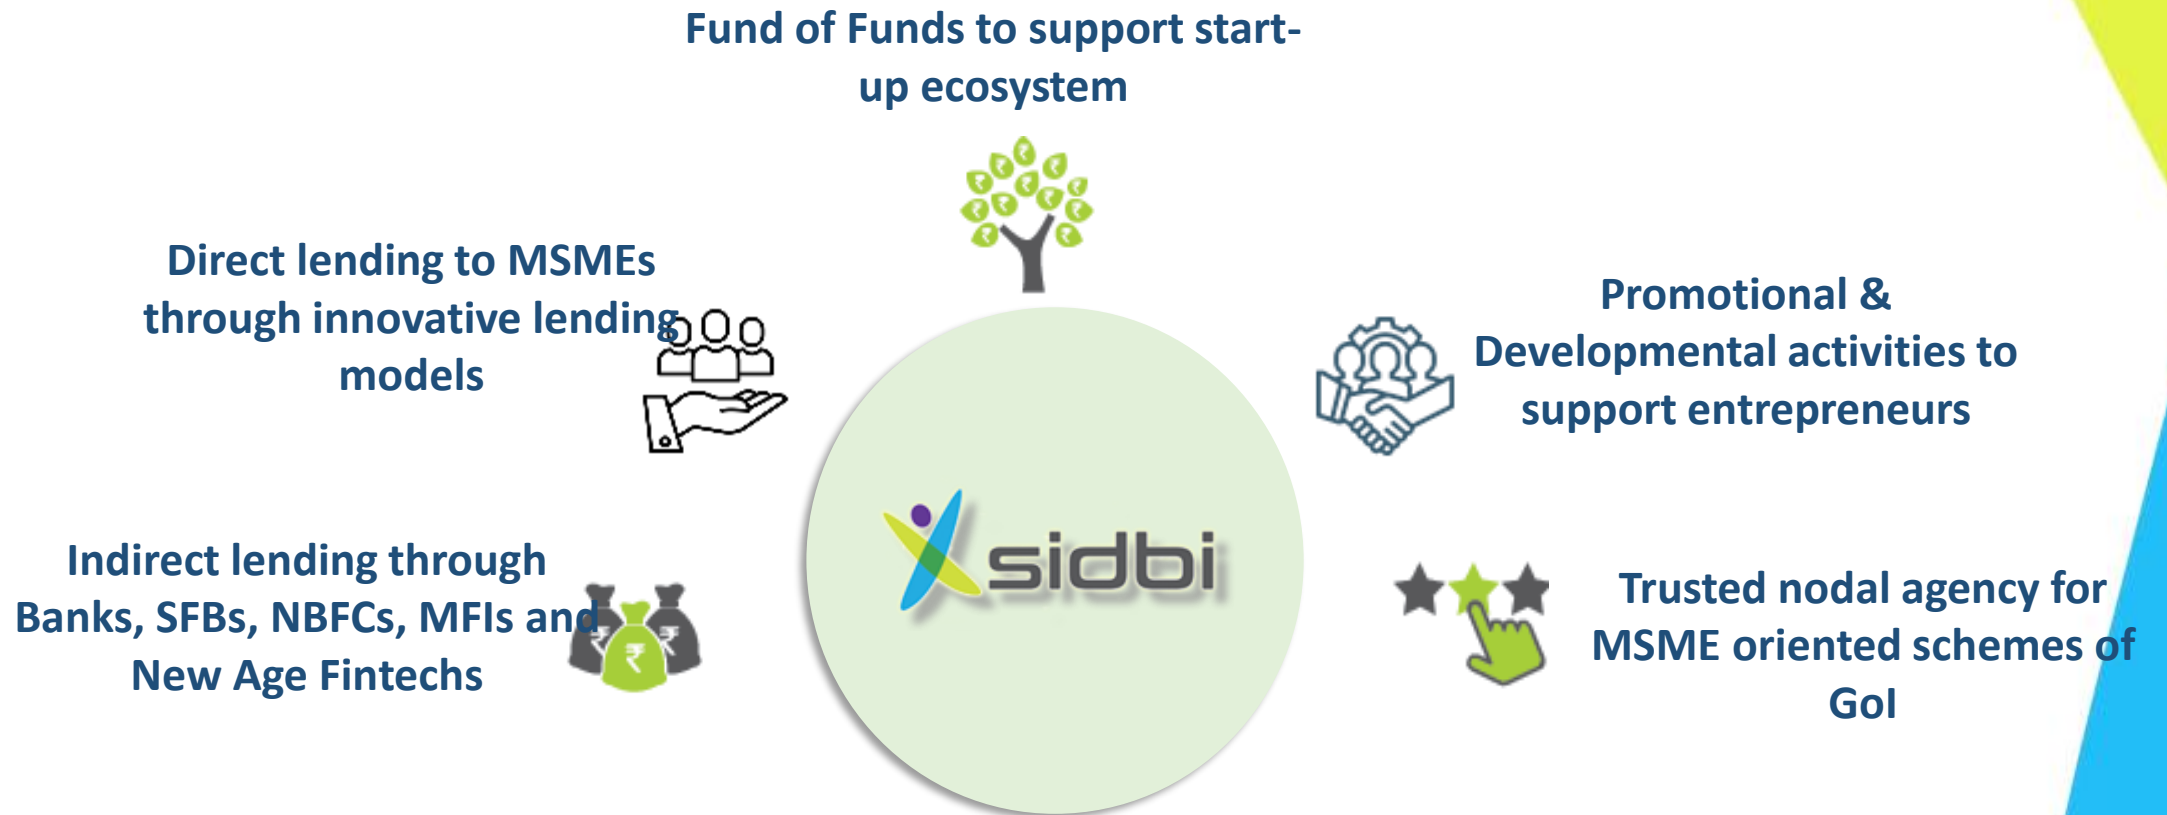 Fund of Funds to support start-
up ecosystem
Direct lending to MSMEs
through innovative lending
models
Promotional &
Developmental activities to
support entrepreneurs
sidbi
Indirect lending through
Banks, SFBs, NBFCs, MFIs and
New Age Fintechs
Trusted nodal agency for
MSME oriented schemes of
GoI